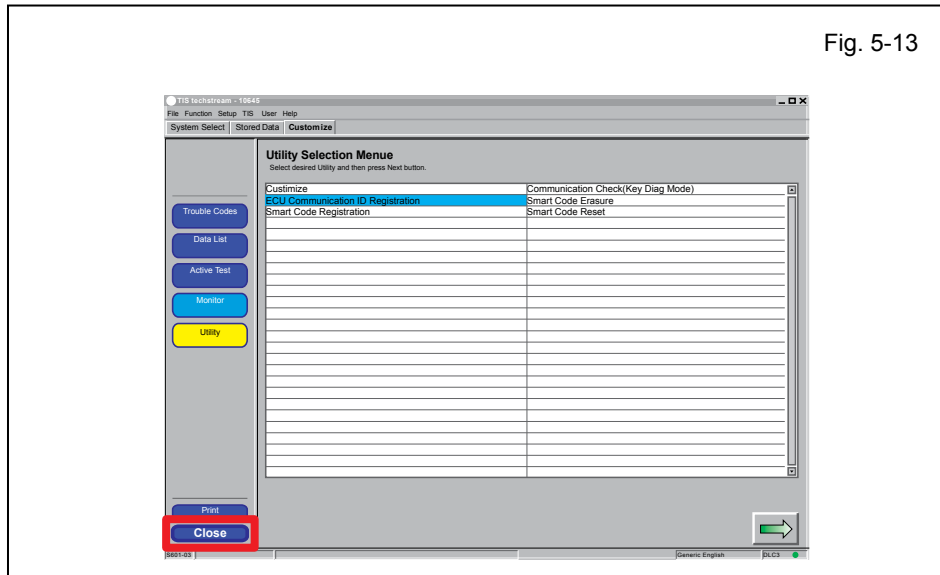 Fig. 5-13
TIS techstream - 10645
File Function Setup TIS User Help
System Select Stored Data Customize
Utility Selection Menue
Select desired Utility and then press Next button.
Custimize Communication Check(Key Diag Mode)
ECU Communication ID Registration Smart Code Erasure
Smart Code Registration Smart Code Reset
Trouble Codes
Data List
Active Test
Monitor
Utility
Print
Close
S601-03 Generic English DLC3